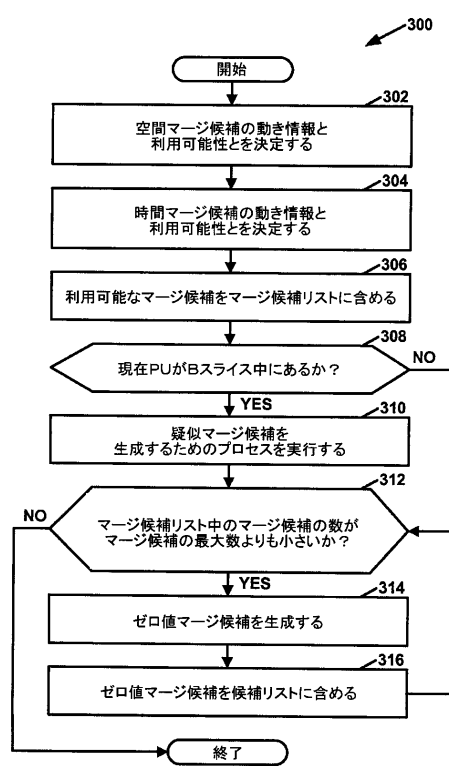 300
開始
302
空間マージ候補の動き情報と
利用可能性とを決定する
304
時間マージ候補の動き情報と
利用可能性とを決定する
306
利用可能なマージ候補をマージ候補リストに含める
308
現在PUがBスライス中にあるか?
NO
YES
310
疑似マージ候補を
生成するためのプロセスを実行する
312
NO
マージ候補リスト中のマージ候補の数が
マージ候補の最大数よりも小さいか?
YES
314
ゼロ値マージ候補を生成する
316
ゼロ値マージ候補を候補リストに含める
終了